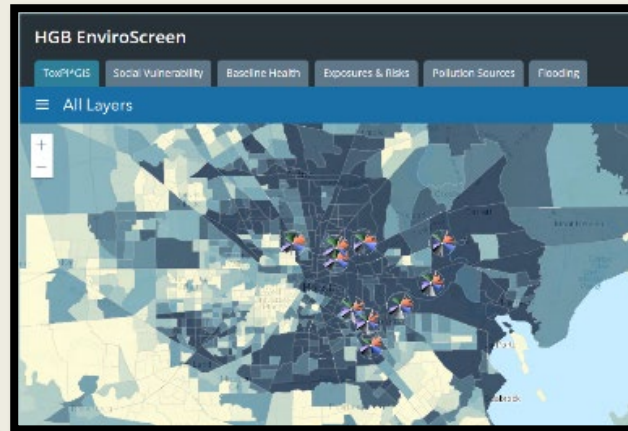 HGB EnviroScreen
ToxPi*GIS Social Vulnerability Baseline Health Exposures & Risks Pollution Sources Flooding
All Layers
+
−